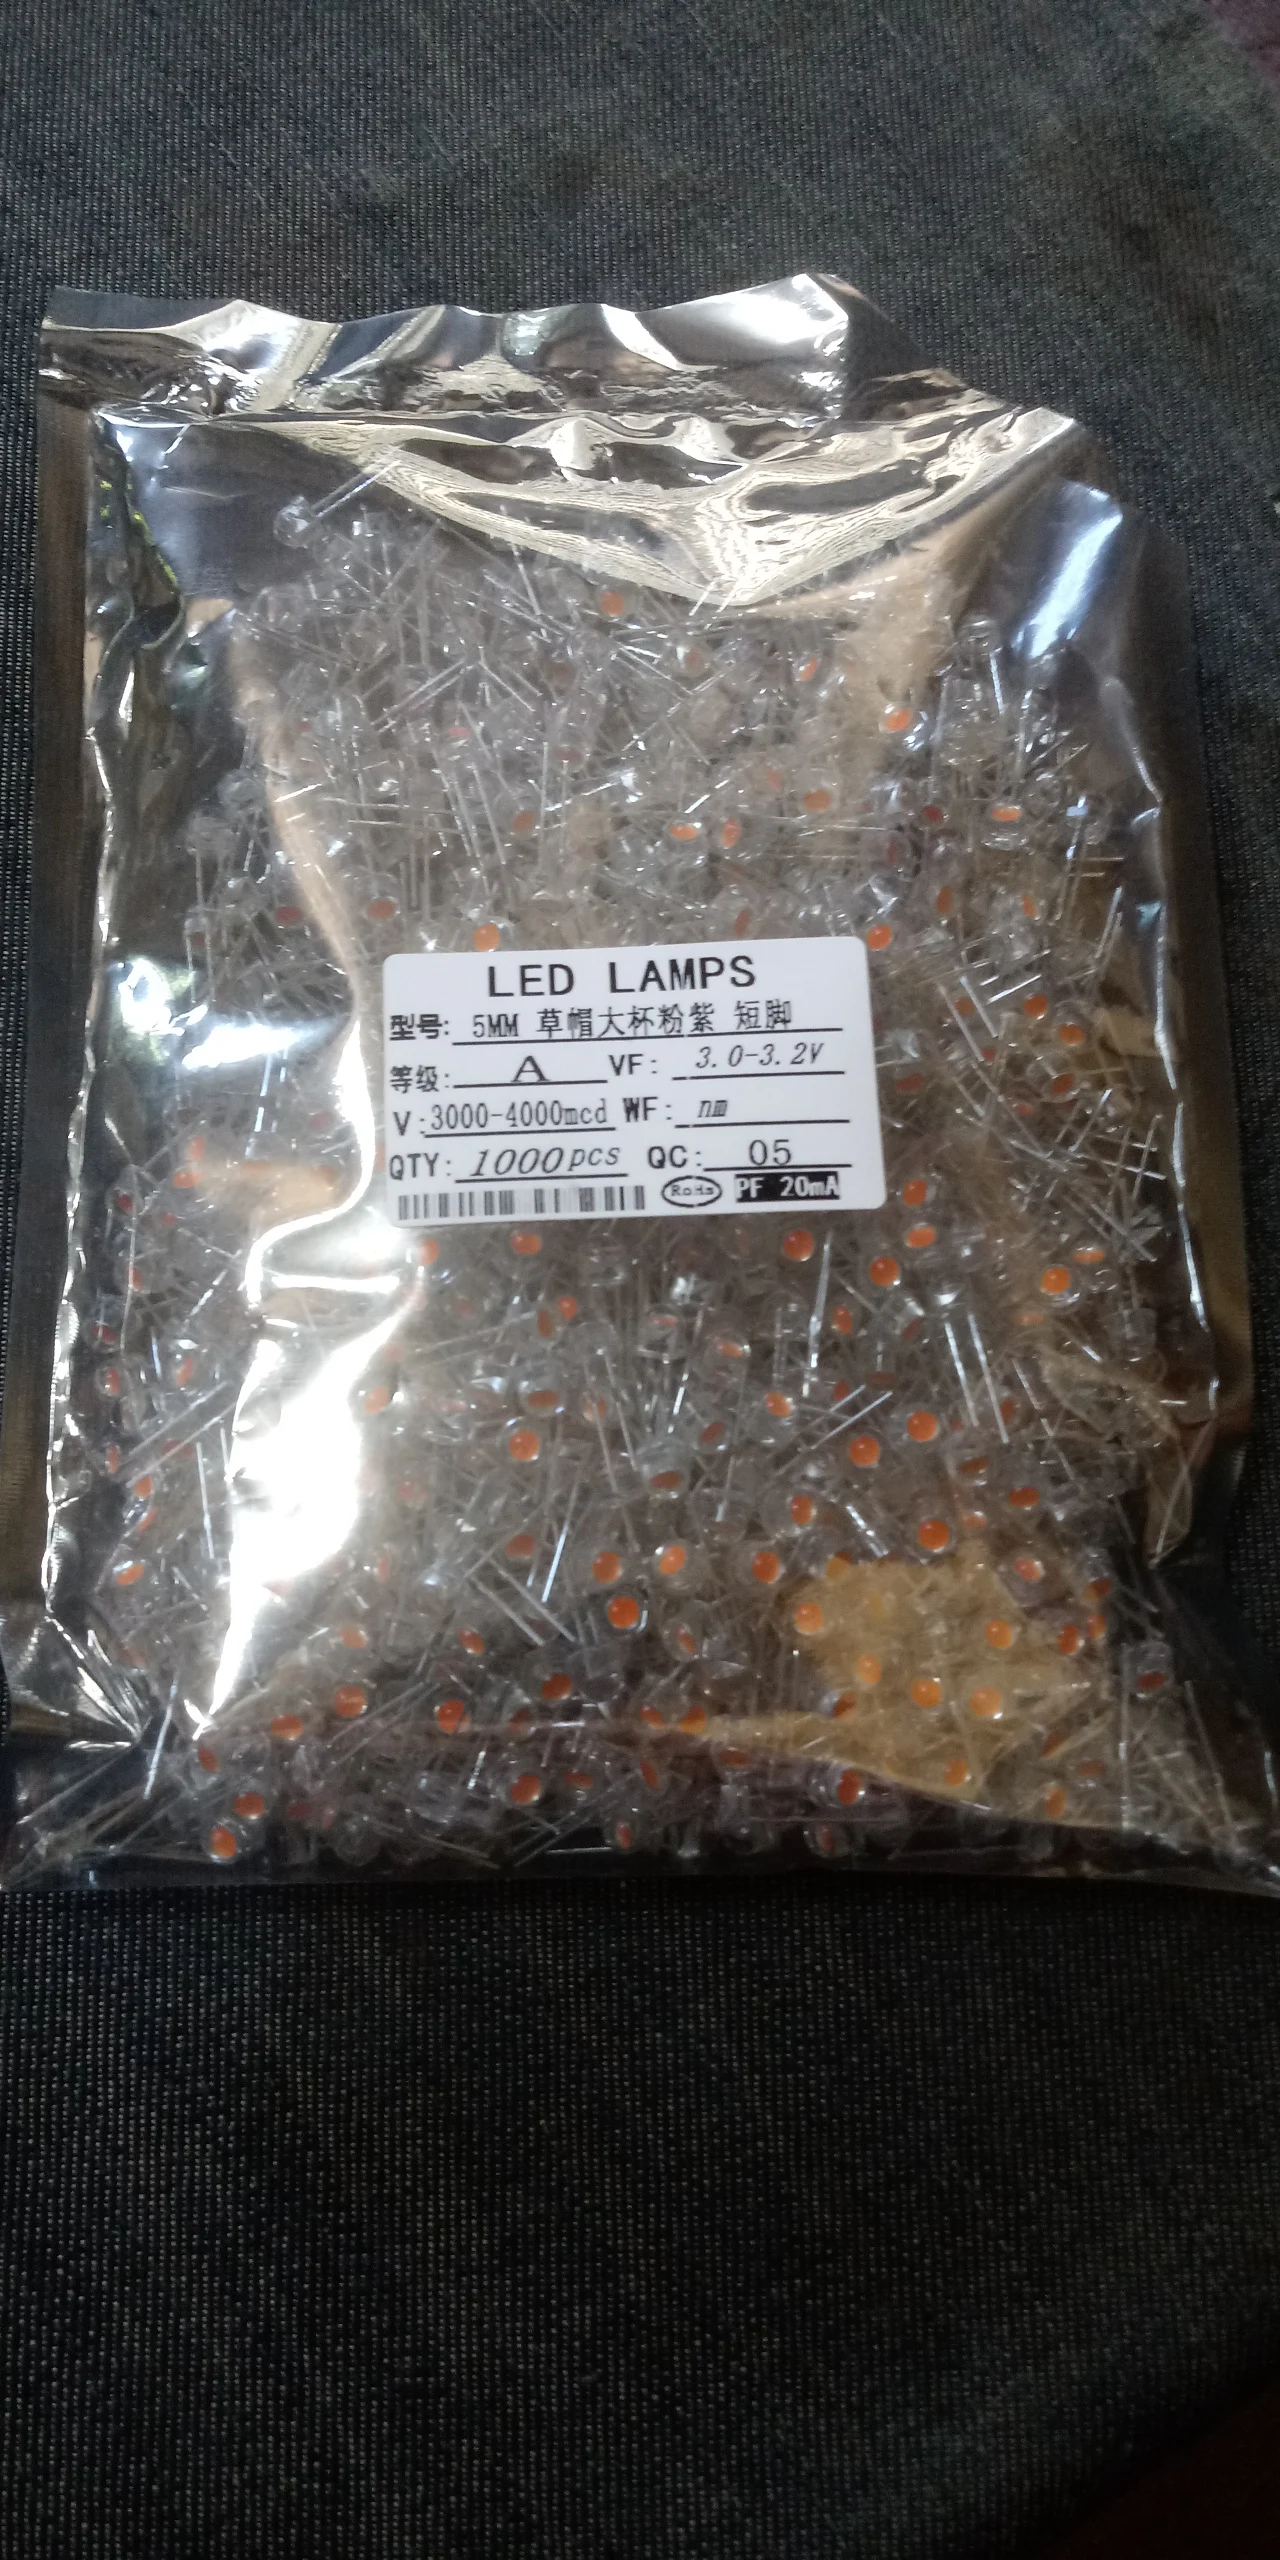 LED LAMPS
型号: 5MM 草帽大杯粉紫 短脚
等级: A VF: 3.0-3.2V
V:3000-4000mcd WF: nm
QTY: 1000pcs QC: 05
RoHs PF 20mA